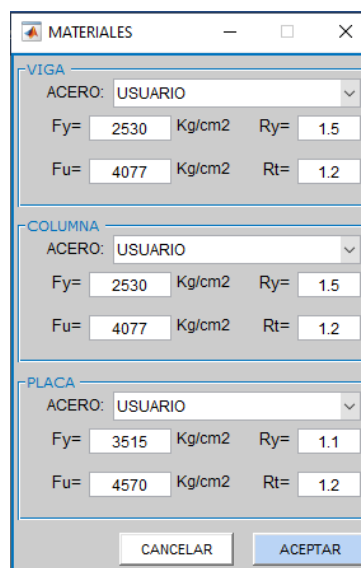 MATERIALES
VIGA
ACERO: USUARIO
Fy= 2530 Kg/cm2 Ry= 1.5
Fu= 4077 Kg/cm2 Rt= 1.2
COLUMNA
ACERO: USUARIO
Fy= 2530 Kg/cm2 Ry= 1.5
Fu= 4077 Kg/cm2 Rt= 1.2
PLACA
ACERO: USUARIO
Fy= 3515 Kg/cm2 Ry= 1.1
Fu= 4570 Kg/cm2 Rt= 1.2
CANCELAR ACEPTAR